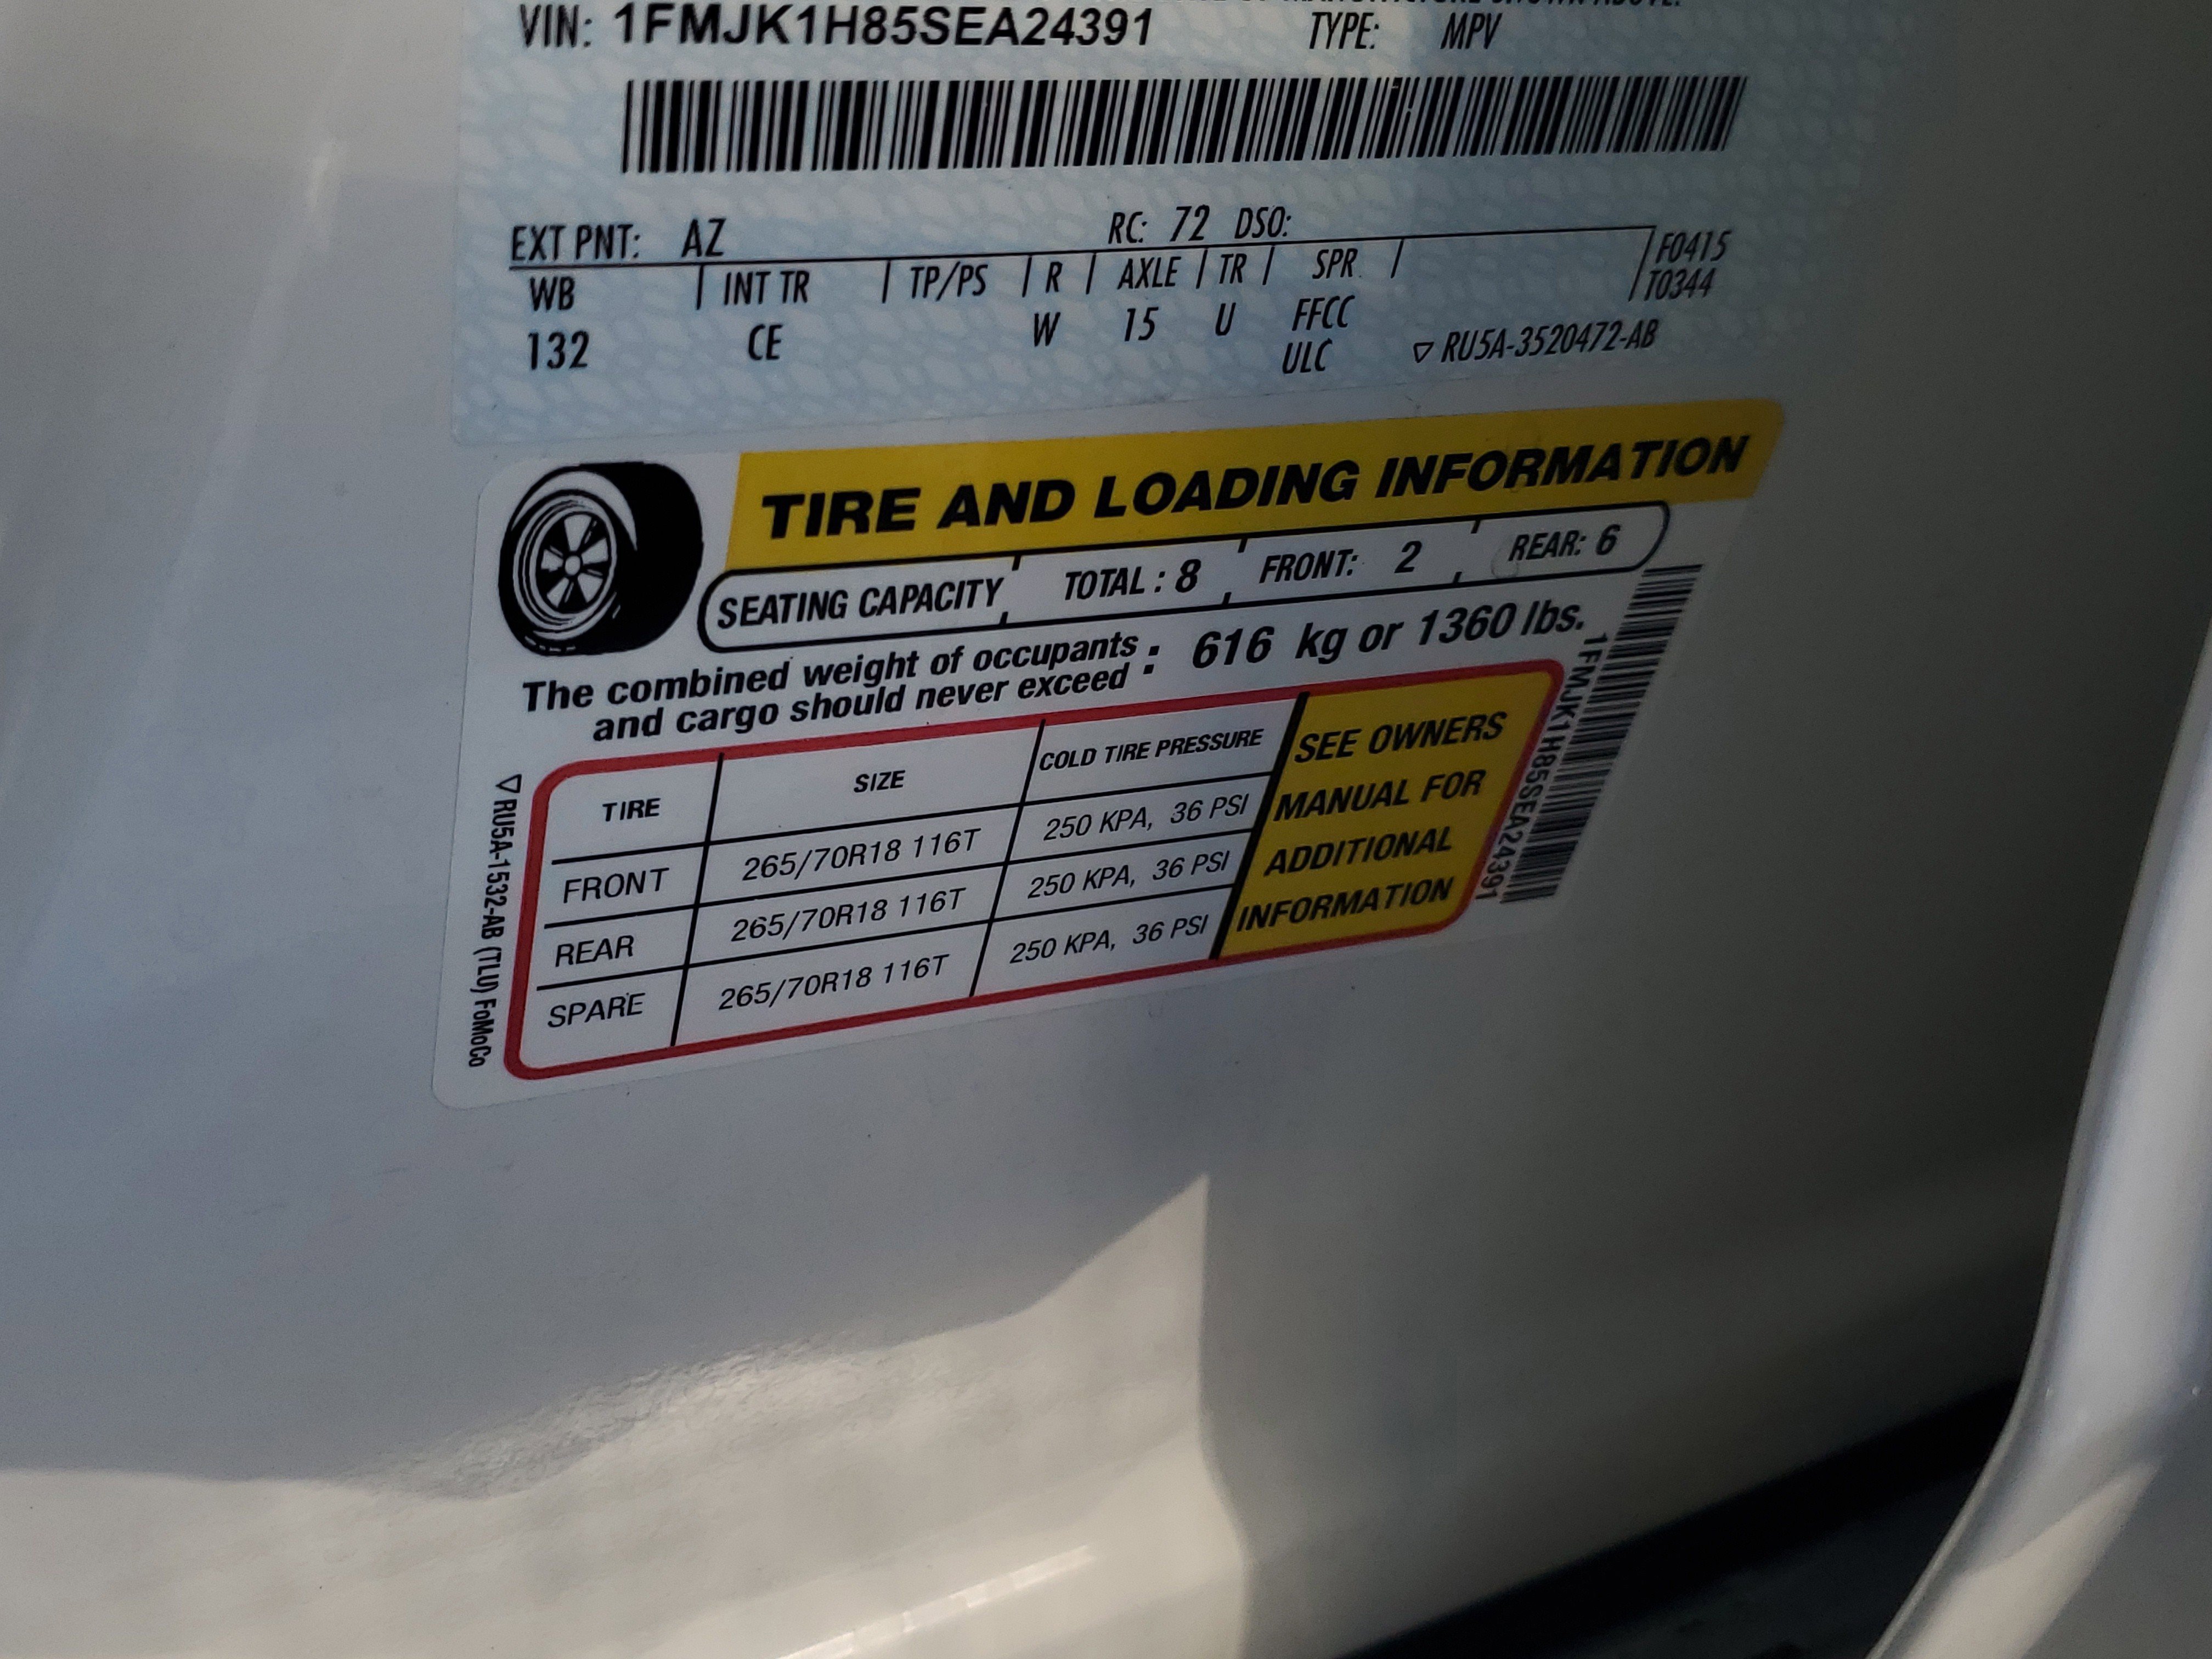 VIN: 1FMJK1H85SEA24391 TYPE: MPV
EXT PNT: AZ RC: 72 DSO:
WB INT TR TP/PS R AXLE TR SPR F0415
T0344
132 CE W 15 U FFCC
ULC ▽ RU5A-3520472-AB
TIRE AND LOADING INFORMATION
SEATING CAPACITY TOTAL : 8 FRONT: 2 REAR: 6
The combined weight of occupants : 616 kg or 1360 lbs.
and cargo should never exceed
TIRE SIZE COLD TIRE PRESSURE
FRONT 265/70R18 116T 250 KPA, 36 PSI
REAR 265/70R18 116T 250 KPA, 36 PSI
SPARE 265/70R18 116T 250 KPA, 36 PSI
SEE OWNERS
MANUAL FOR
ADDITIONAL
INFORMATION
1FMJK1H85SEA24391
▽ RU5A-1532-AB (TLU) FoMoCo